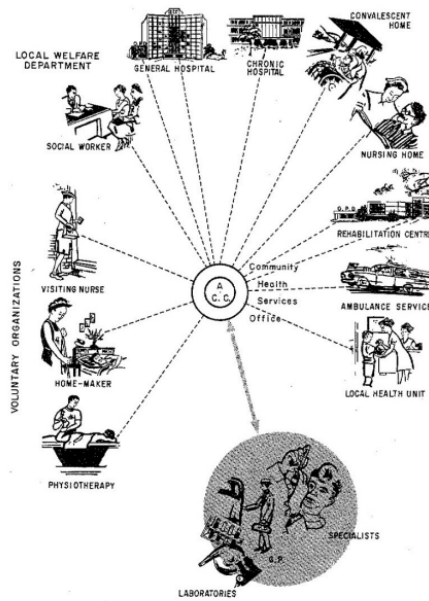 CONVALESCENT
HOME
LOCAL WELFARE
DEPARTMENT
GENERAL HOSPITAL
CHRONIC
HOSPITAL
SOCIAL WORKER
NURSING HOME
O.P.D.
REHABILITATION CENTRE
VOLUNTARY ORGANIZATIONS
VISITING NURSE
A
C.C.
Community
Health
Services
Office
AMBULANCE SERVICE
HOME-MAKER
LOCAL HEALTH UNIT
PHYSIOTHERAPY
SPECIALISTS
G.P.
LABORATORIES